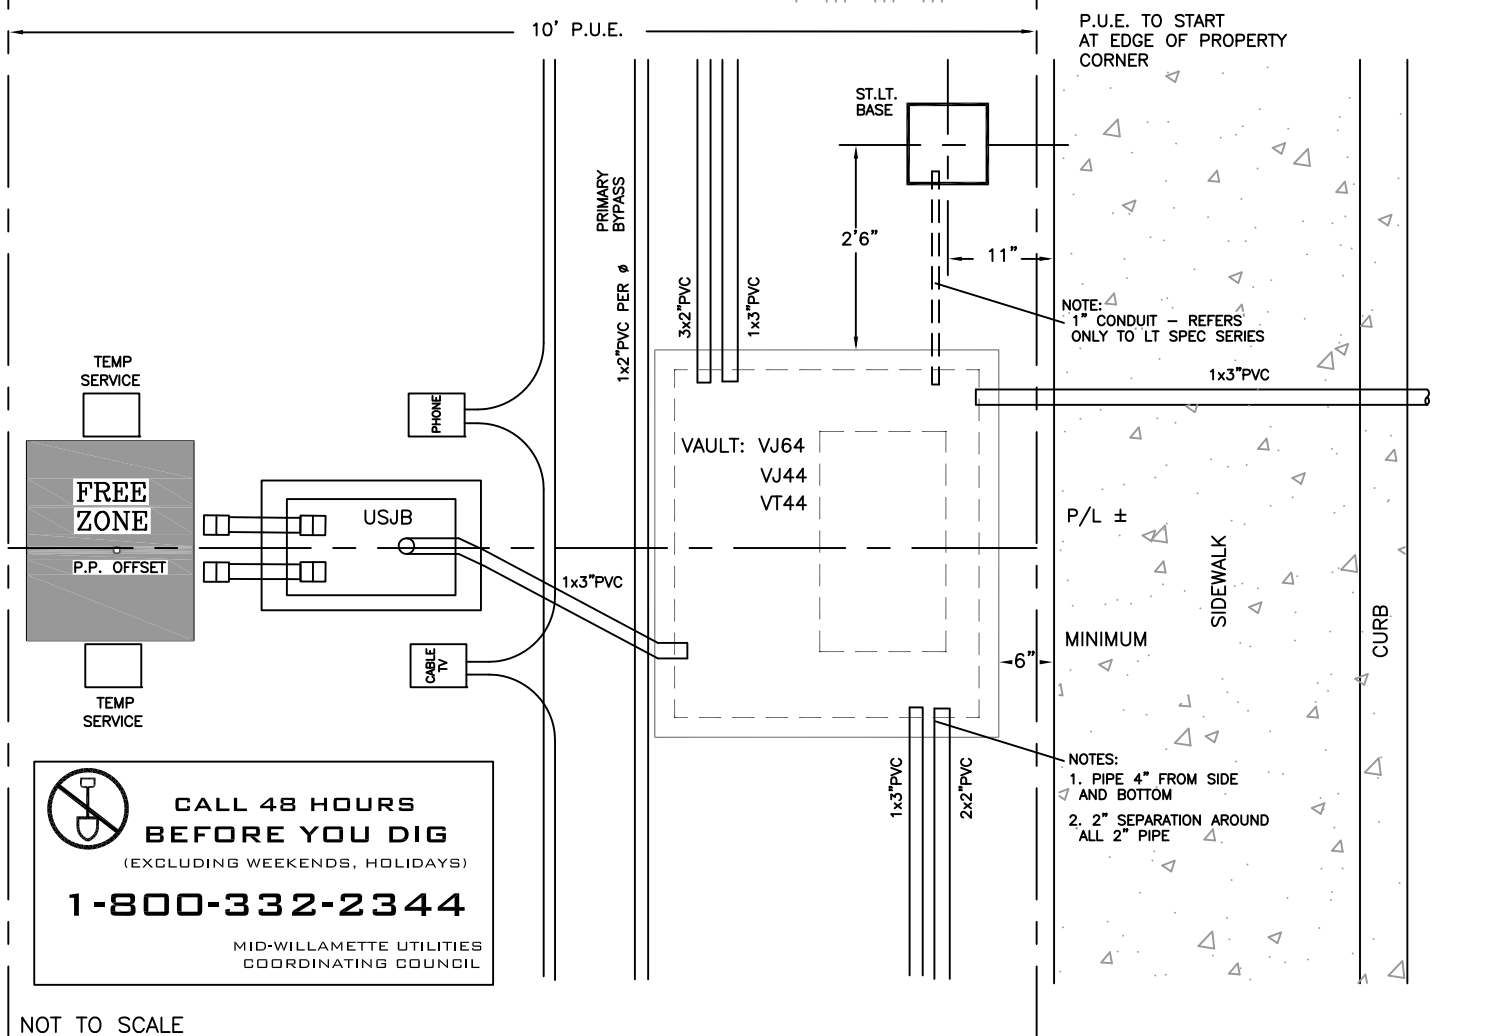 10' P.U.E.
P.U.E. TO START
AT EDGE OF PROPERTY
CORNER
ST.LT.
BASE
PRIMARY
BYPASS
1x2"PVC PER ø
3x2"PVC
1x3"PVC
2'6"
11"
NOTE:
1" CONDUIT – REFERS
ONLY TO LT SPEC SERIES
1x3"PVC
TEMP
SERVICE
PHONE
FREE
ZONE
P.P. OFFSET
USJB
VAULT: VJ64
VJ44
VT44
P/L ±
SIDEWALK
CURB
1x3"PVC
MINIMUM
6"
CABLE
TV
TEMP
SERVICE
1x3"PVC
2x2"PVC
NOTES:
1. PIPE 4" FROM SIDE
AND BOTTOM
2. 2" SEPARATION AROUND
ALL 2" PIPE
CALL 48 HOURS
BEFORE YOU DIG
(EXCLUDING WEEKENDS, HOLIDAYS)
1-800-332-2344
MID-WILLAMETTE UTILITIES
COORDINATING COUNCIL
NOT TO SCALE